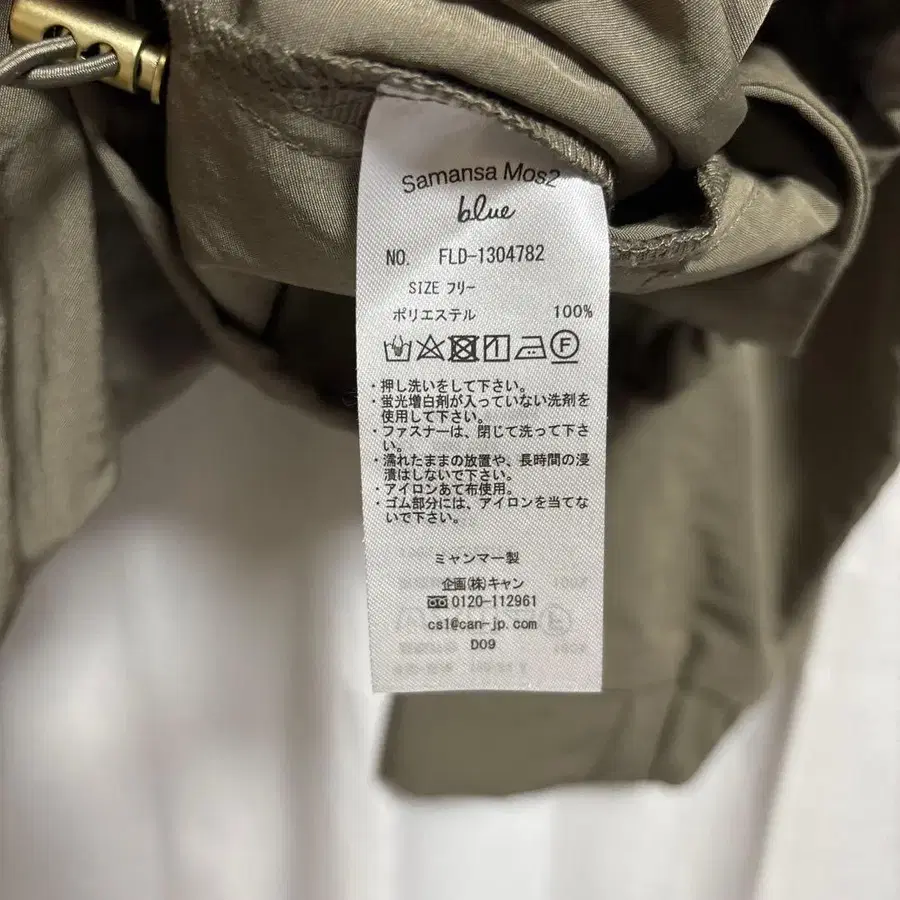 Samansa Mos2
blue
NO. FLD-1304782
SIZE フリー
ポリエステル 100%
F
・押し洗いをして下さい。
・蛍光増白剤が入っていない洗剤を
使用して下さい。
・ファスナーは、閉じて洗って下さ
い。
・濡れたままの放置や、長時間の浸
漬はしないで下さい。
・アイロンあて布使用。
・ゴム部分には、アイロンを当てな
いで下さい。
ミャンマー製
企画(株)キャン
0120-112961
cs1@can-jp.com
D09